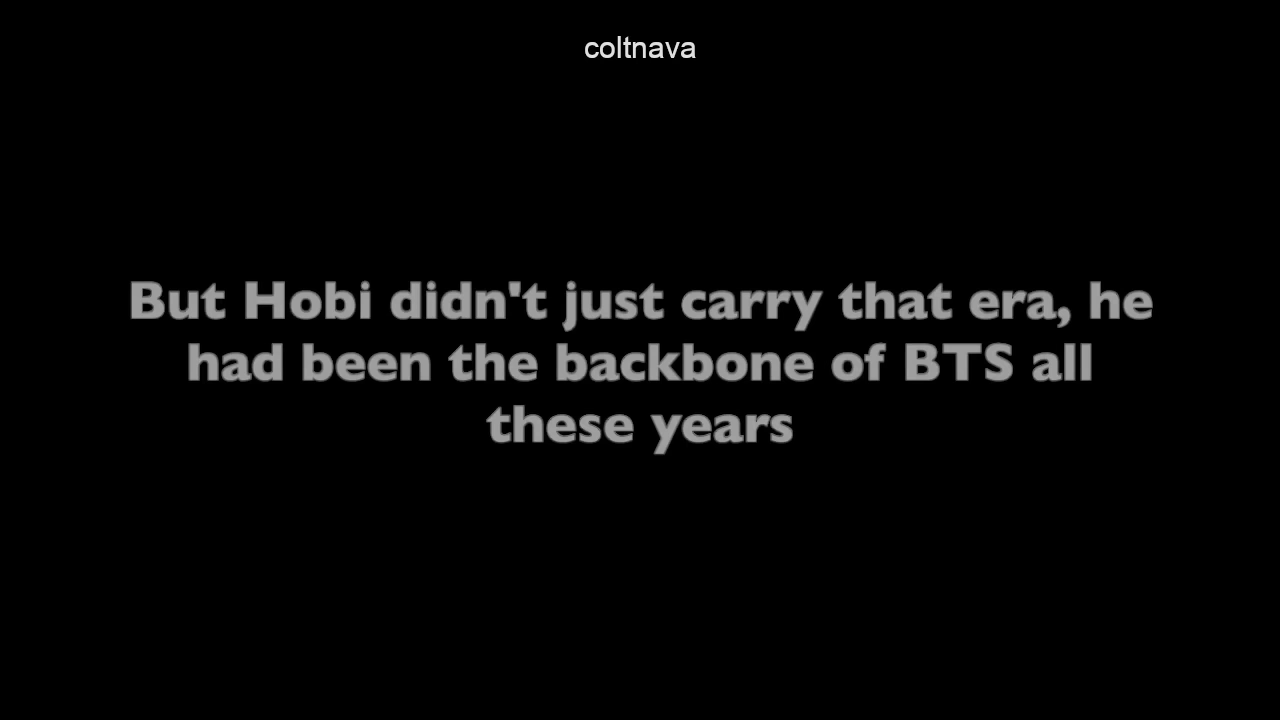 coltnava
But Hobi didn't just carry that era, he
had been the backbone of BTS all
these years